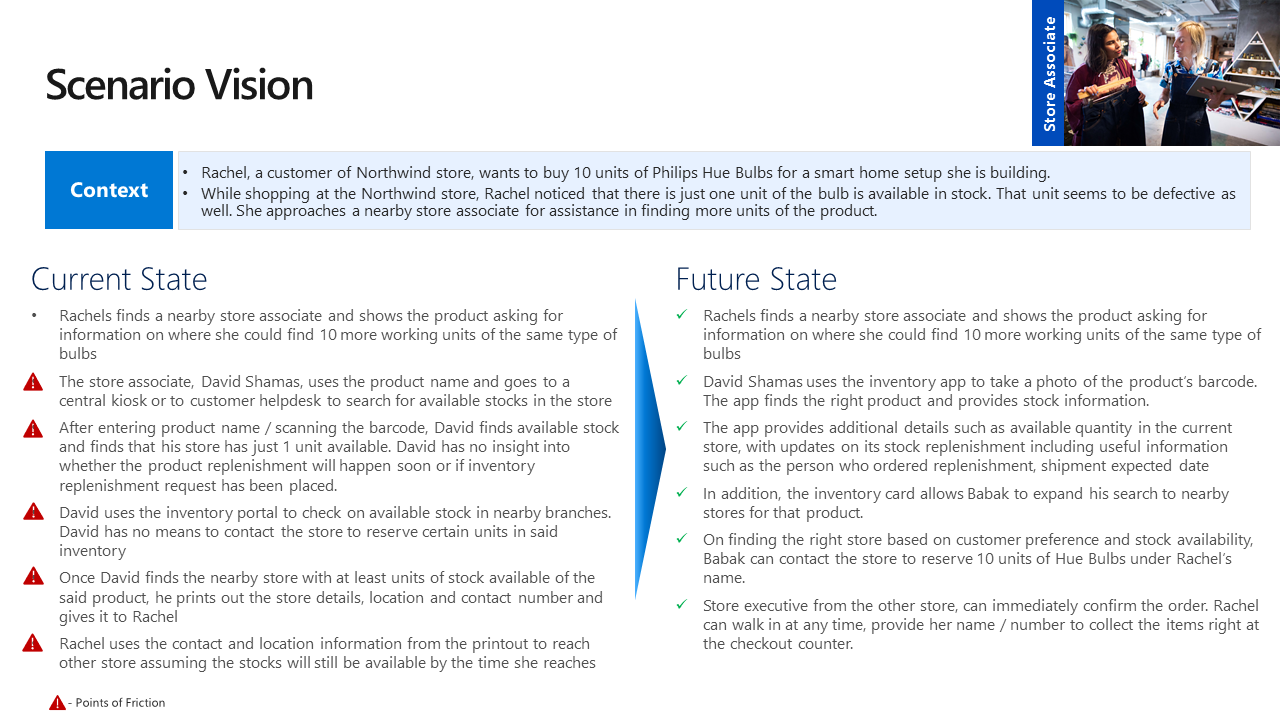 Store Associate
Scenario Vision
Context
• Rachel, a customer of Northwind store, wants to buy 10 units of Philips Hue Bulbs for a smart home setup she is building.
• While shopping at the Northwind store, Rachel noticed that there is just one unit of the bulb is available in stock. That unit seems to be defective as
well. She approaches a nearby store associate for assistance in finding more units of the product.
Current State
• Rachels finds a nearby store associate and shows the product asking for
information on where she could find 10 more working units of the same type of
bulbs
The store associate, David Shamas, uses the product name and goes to a
central kiosk or to customer helpdesk to search for available stocks in the store
After entering product name / scanning the barcode, David finds available stock
and finds that his store has just 1 unit available. David has no insight into
whether the product replenishment will happen soon or if inventory
replenishment request has been placed.
David uses the inventory portal to check on available stock in nearby branches.
David has no means to contact the store to reserve certain units in said
inventory
Once David finds the nearby store with at least units of stock available of the
said product, he prints out the store details, location and contact number and
gives it to Rachel
Rachel uses the contact and location information from the printout to reach
other store assuming the stocks will still be available by the time she reaches
- Points of Friction
Future State
✓ Rachels finds a nearby store associate and shows the product asking for
information on where she could find 10 more working units of the same type of
bulbs
✓ David Shamas uses the inventory app to take a photo of the product's barcode.
The app finds the right product and provides stock information.
✓ The app provides additional details such as available quantity in the current
store, with updates on its stock replenishment including useful information
such as the person who ordered replenishment, shipment expected date
✓ In addition, the inventory card allows Babak to expand his search to nearby
stores for that product.
✓ On finding the right store based on customer preference and stock availability,
Babak can contact the store to reserve 10 units of Hue Bulbs under Rachel's
name.
✓ Store executive from the other store, can immediately confirm the order. Rachel
can walk in at any time, provide her name / number to collect the items right at
the checkout counter.